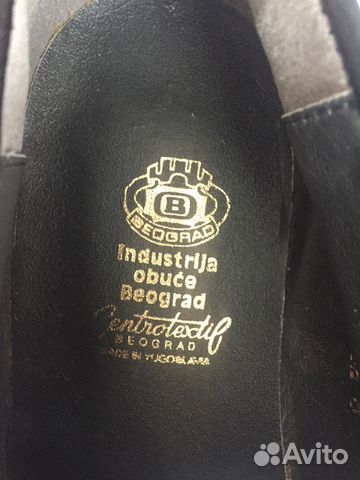 B
BEOGRAD
Industrija
obuće
Beograd
Centrotextil
BEOGRAD
MADE IN YUGOSLAVIA
Avito